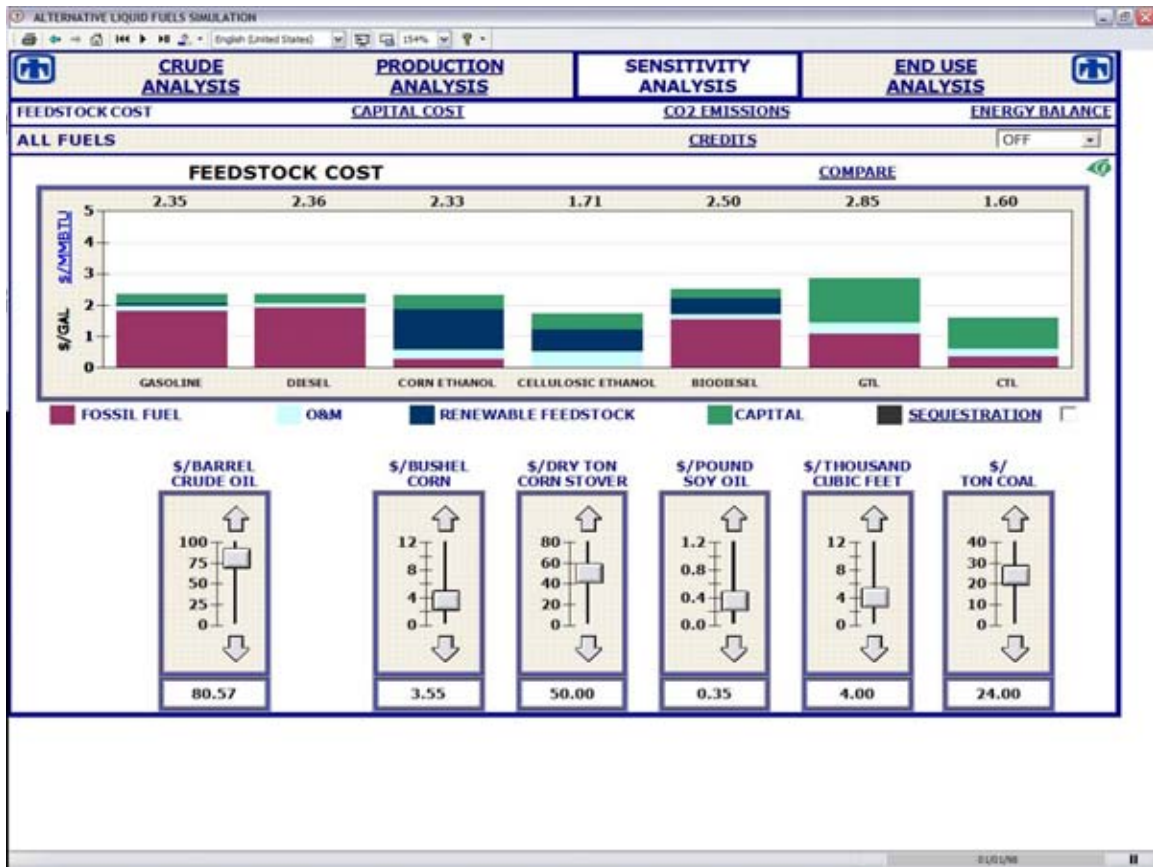 ALTERNATIVE LIQUID FUELS SIMULATION
English (United States) 154%
CRUDE ANALYSIS
PRODUCTION ANALYSIS
SENSITIVITY ANALYSIS
END USE ANALYSIS
FEEDSTOCK COST CAPITAL COST CO2 EMISSIONS ENERGY BALANCE
ALL FUELS CREDITS OFF
FEEDSTOCK COST COMPARE
2.35 2.36 2.33 1.71 2.50 2.85 1.60
$/MMBTU
$/GAL
5
4
3
2
1
0
GASOLINE DIESEL CORN ETHANOL CELLULOSIC ETHANOL BIODIESEL GTL CTL
FOSSIL FUEL O&M RENEWABLE FEEDSTOCK CAPITAL SEQUESTRATION
$/BARREL
CRUDE OIL
100
75
50
25
0
80.57
$/BUSHEL
CORN
12
8
4
0
3.55
$/DRY TON
CORN STOVER
80
60
40
20
0
50.00
$/POUND
SOY OIL
1.2
0.8
0.4
0.0
0.35
$/THOUSAND
CUBIC FEET
12
8
4
0
4.00
$/
TON COAL
40
30
20
10
0
24.00
01/01/98